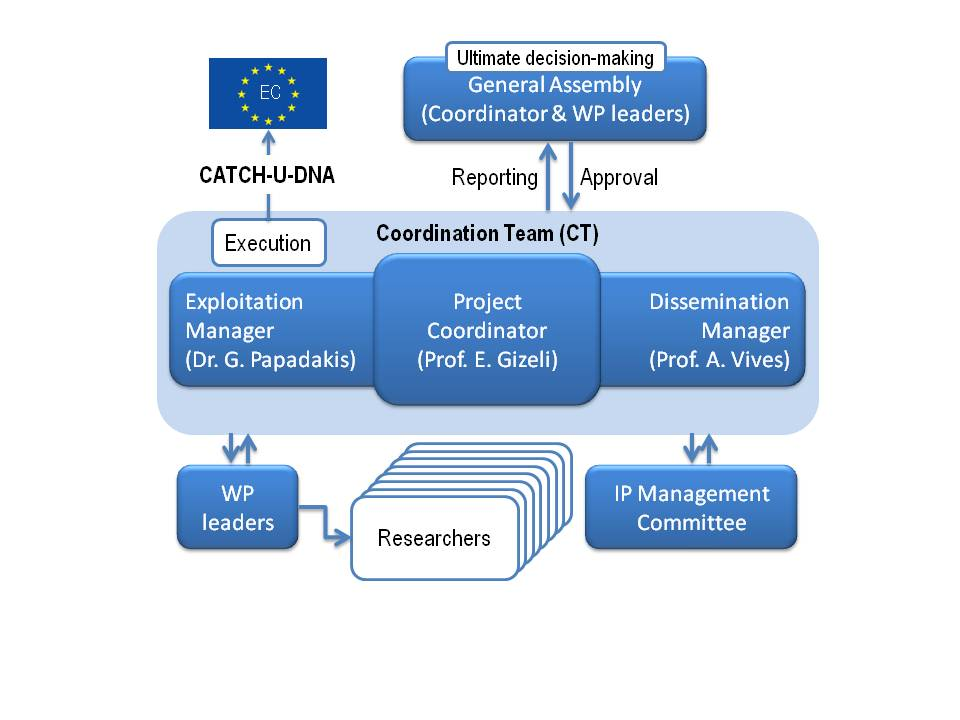 Ultimate decision-making
EC
General Assembly
(Coordinator & WP leaders)
CATCH-U-DNA
Reporting
Approval
Coordination Team (CT)
Execution
Exploitation
Manager
(Dr. G. Papadakis)
Project
Coordinator
(Prof. E. Gizeli)
Dissemination
Manager
(Prof. A. Vives)
WP
leaders
Researchers
IP Management
Committee